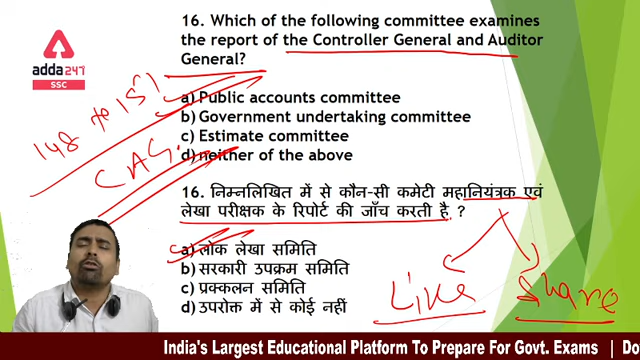 16. Which of the following committee examines
the report of the Controller General and Auditor
General?
adda247
SSC
148 to 151
CAG.
a) Public accounts committee
b) Government undertaking committee
c) Estimate committee
d) neither of the above
16. निम्नलिखित में से कौन-सी कमेटी महानियंत्रक एवं
लेखा परीक्षक के रिपोर्ट की जाँच करती है ?
a) लोक लेखा समिति
b) सरकारी उपक्रम समिति
c) प्रक्कलन समिति
d) उपरोक्त में से कोई नहीं
Like Share
India's Largest Educational Platform To Prepare For Govt. Exams | Do